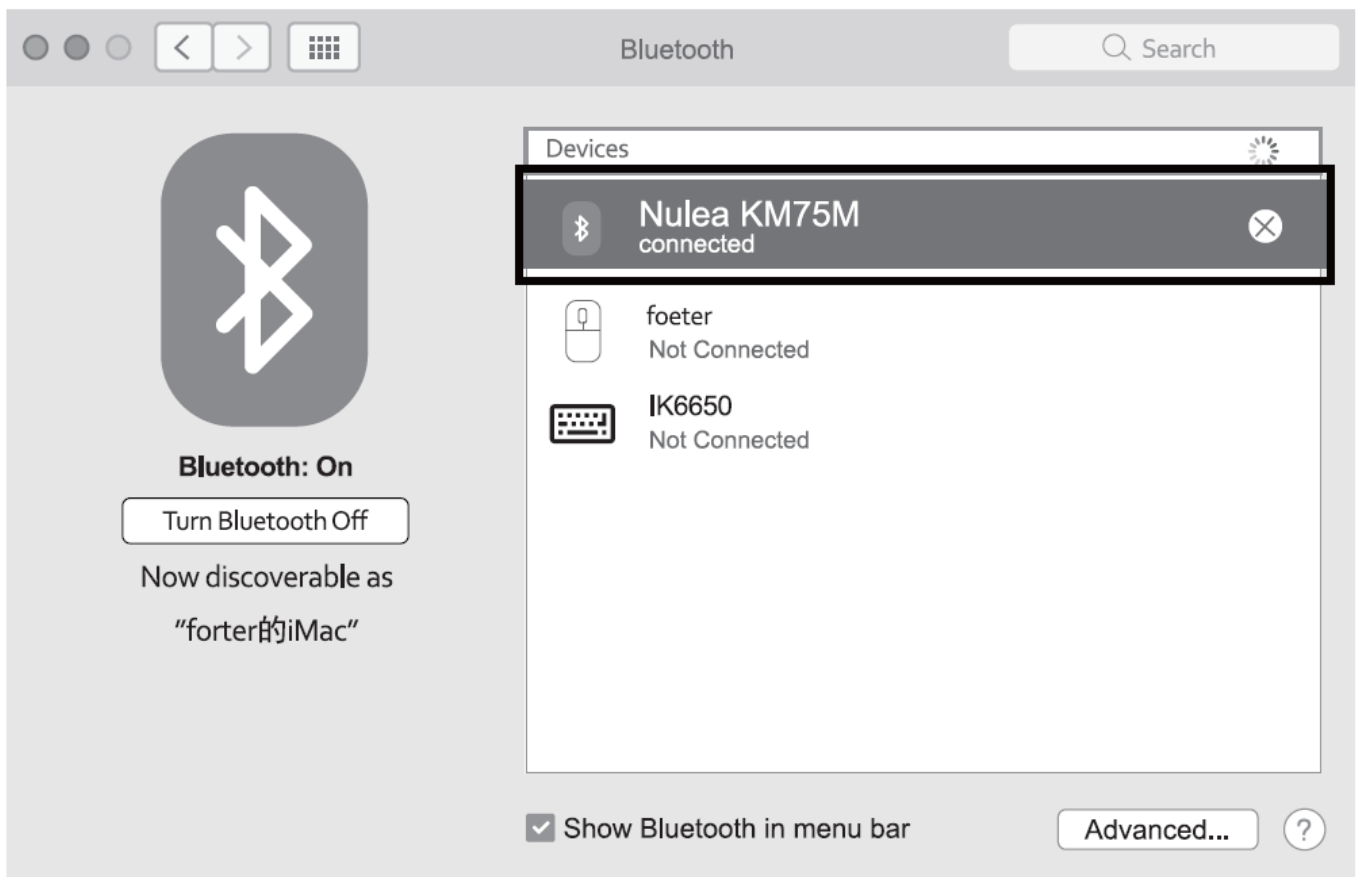 Bluetooth
Search
Devices
Nulea KM75M
connected
foeter
Not Connected
IK6650
Not Connected
Bluetooth: On
Turn Bluetooth Off
Now discoverable as
"forter的iMac"
Show Bluetooth in menu bar
Advanced...
?